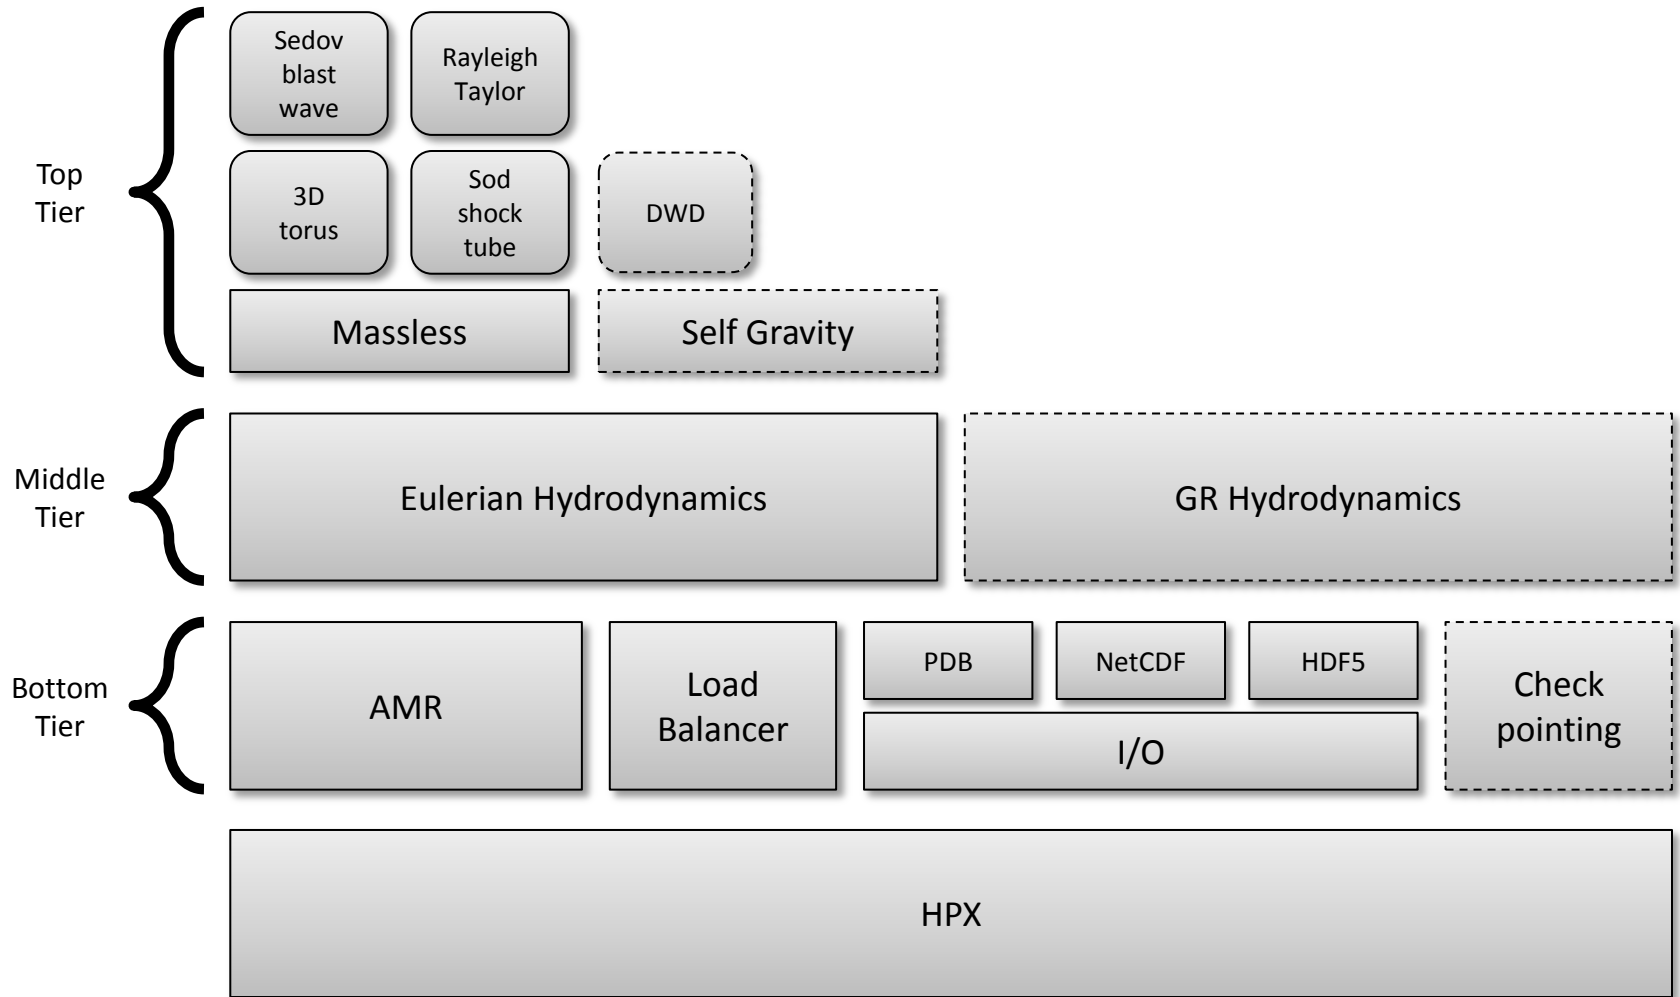 Top
Tier
Sedov
blast
wave
Rayleigh
Taylor
3D
torus
Sod
shock
tube
DWD
Massless
Self Gravity
Middle
Tier
Eulerian Hydrodynamics
GR Hydrodynamics
Bottom
Tier
AMR
Load
Balancer
PDB
NetCDF
HDF5
I/O
Check
pointing
HPX